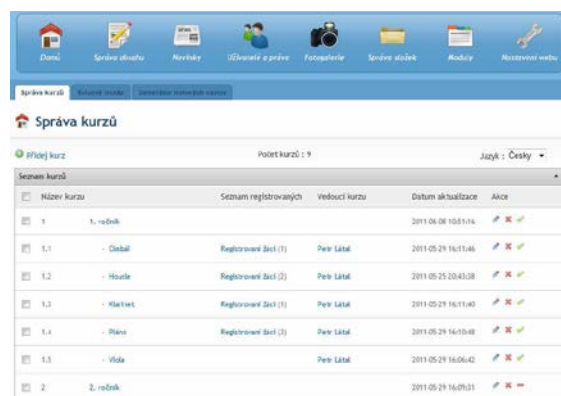 Domů Správa obsahu Novinky Uživatelé a práva Fotogalerie Správa složek Moduly Nastavení webu
Správa kurzů
Správa kurzů
Přidej kurz Počet kurzů : 9 Jazyk : Česky
Seznam kurzů
Název kurzu Seznam registrovaných Vedoucí kurzu Datum aktualizace Akce
1 1. ročník 2011-06-08 10:51:16
1.1 - Cimbál Registrovaní žáci (1) Petr Látal 2011-05-29 16:11:46
1.2 - Housle Registrovaní žáci (2) Petr Látal 2011-05-25 20:43:38
1.3 - Klarinet Registrovaní žáci (1) Petr Látal 2011-05-29 16:11:40
1.4 - Piáno Registrovaní žáci (3) Petr Látal 2011-05-29 16:10:48
1.5 - Viola Petr Látal 2011-05-29 16:06:42
2 2. ročník 2011-05-29 16:09:31